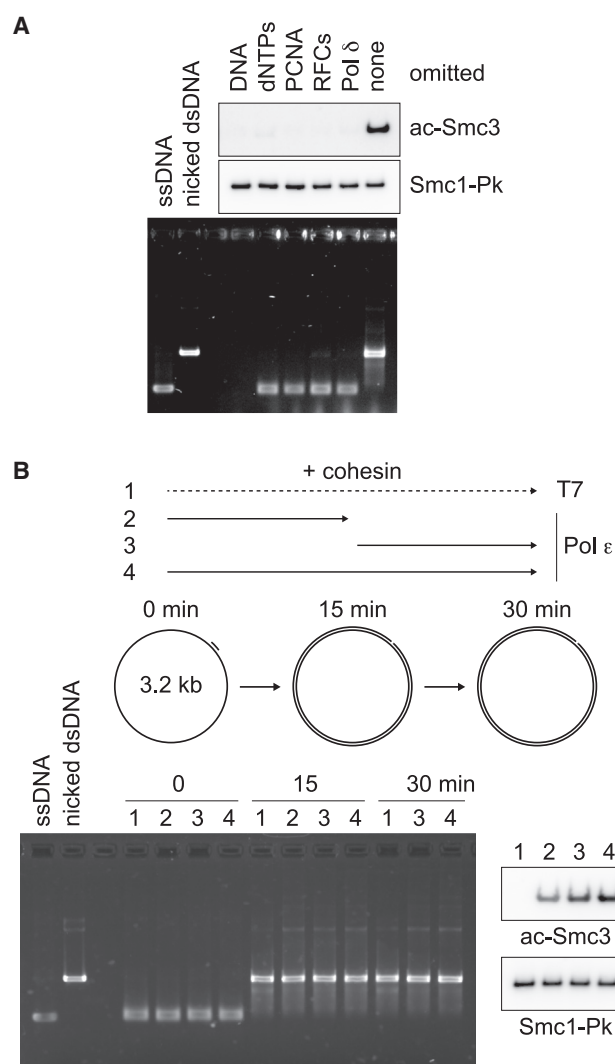 A
DNA
dNTPs
PCNA
RFCs
Pol δ
none
omitted
ssDNA
nicked dsDNA
ac-Smc3
Smc1-Pk
B
+ cohesin
1
T7
2
3
Pol ε
4
0 min
15 min
30 min
3.2 kb
ssDNA
nicked dsDNA
0
15
30 min
1 2 3 4 1 2 3 4 1 3 4
1 2 3 4
ac-Smc3
Smc1-Pk